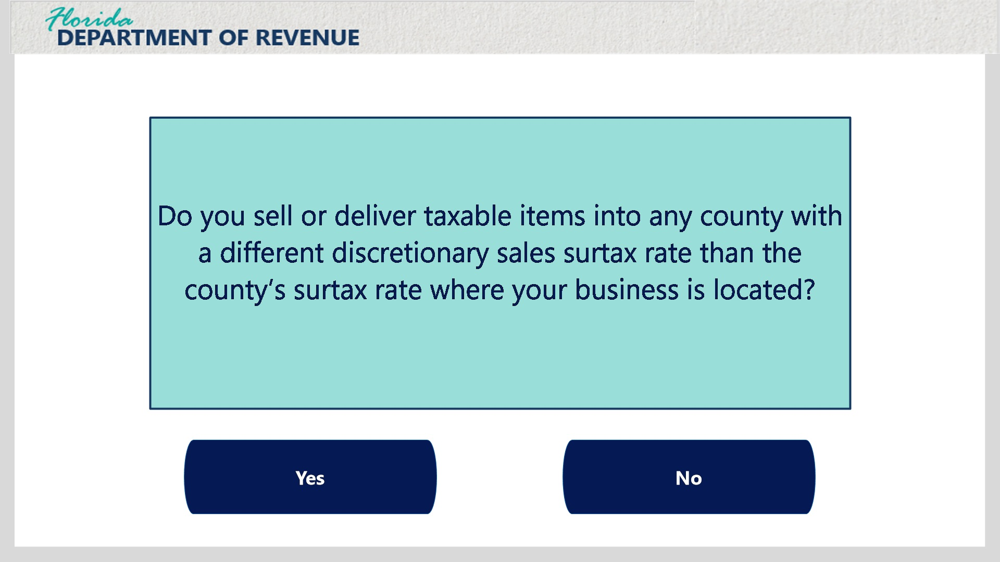 Florida
DEPARTMENT OF REVENUE
Do you sell or deliver taxable items into any county with
a different discretionary sales surtax rate than the
county’s surtax rate where your business is located?
Yes
No